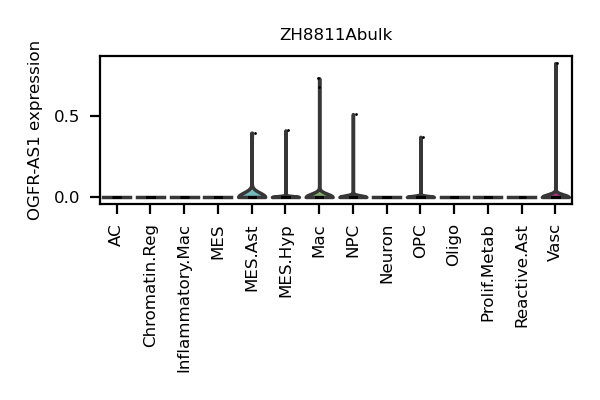 ZH8811Abulk
OGFR-AS1 expression
0.5
0.0
AC
Chromatin.Reg
Inflammatory.Mac
MES
MES.Ast
MES.Hyp
Mac
NPC
Neuron
OPC
Oligo
Prolif.Metab
Reactive.Ast
Vasc